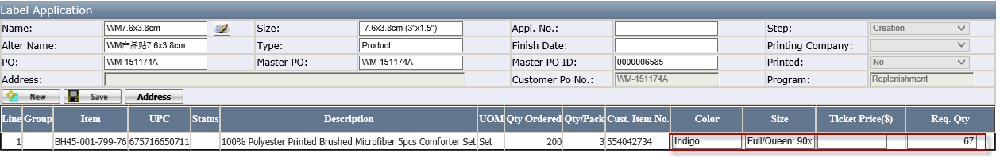 Label Application
Name: WM7.6x3.8cm Size: 7.6x3.8cm (3"x1.5") Appl. No.: Step: Creation
Alter Name: WM产品贴7.6x3.8cm Type: Product Finish Date: Printing Company:
PO: WM-151174A Master PO: WM-151174A Master PO ID: 0000006585 Printed: No
Address: Customer Po No.: WM-151174A Program: Replenishment
New Save Address
Line Group Item UPC Status Description UOM Qty Ordered Qty/Pack Cust. Item No. Color Size Ticket Price($) Req. Qty
1 BH45-001-799-76 675716650711 100% Polyester Printed Brushed Microfiber 5pcs Comforter Set Set 200 3 554042734 Indigo Full/Queen: 67